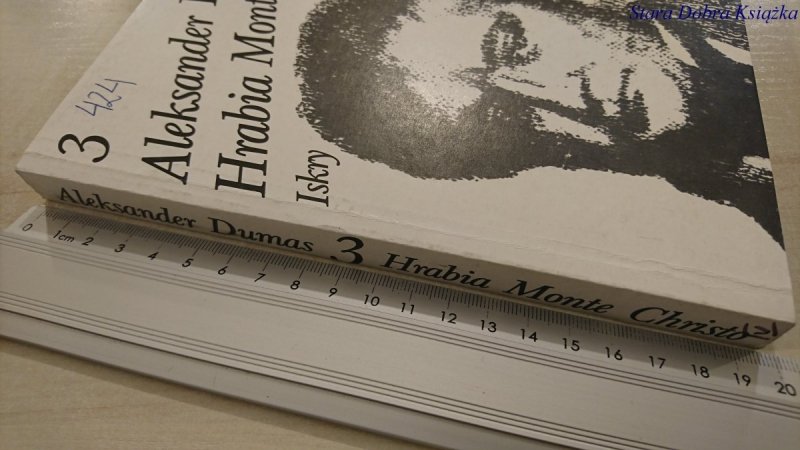 Stara Dobra Książka
3
424
Aleksander
Hrabia Mont
Iskry
Aleksander Dumas 3 Hrabia Monte Christo
0 1cm 2 3 4 5 6 7 8 9 10 11 12 13 14 15 16 17 18 19 20